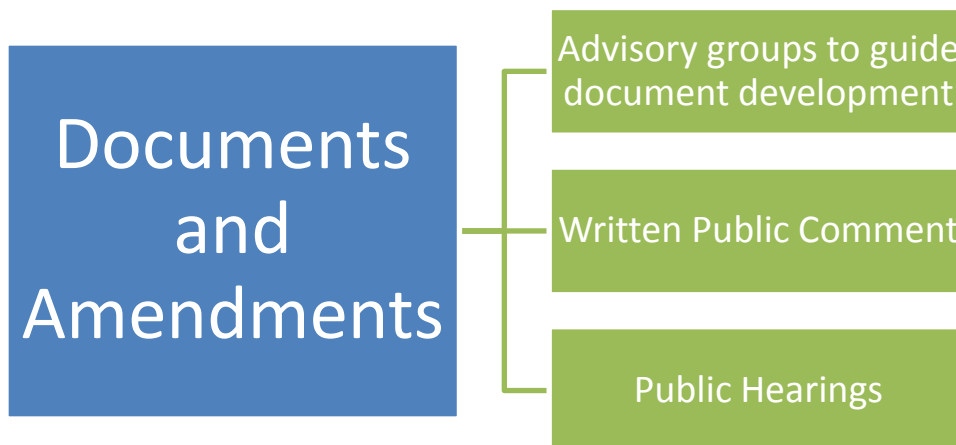 Documents
and
Amendments
Advisory groups to guide
document development
Written Public Comment
Public Hearings